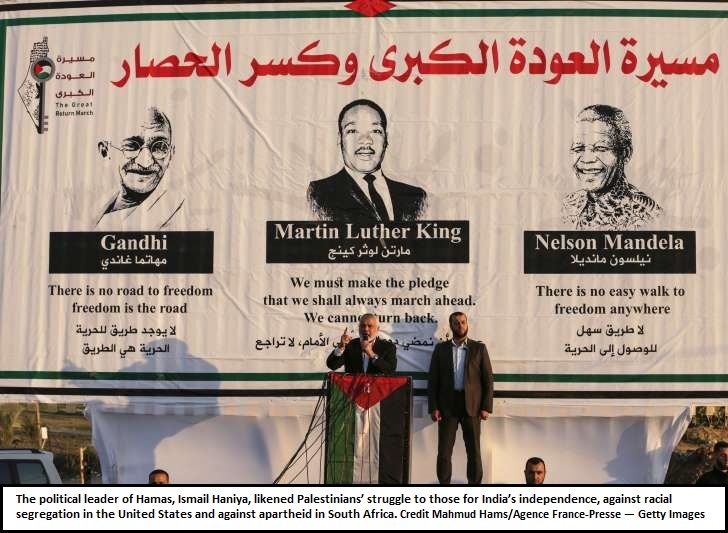 مسيرة العودة الكبرى وكسر الحصار
مسيرة
العودة
الكبرى
The Great
Return March
Gandhi
مهاتما غاندي
There is no road to freedom
freedom is the road
لا يوجد طريق للحرية
الحرية هي الطريق
Martin Luther King
مارتن لوثر كينج
We must make the pledge
that we shall always march ahead.
We cannot turn back.
نمضي الأمام، لا تراجع
Nelson Mandela
نيلسون مانديلا
There is no easy walk to
freedom anywhere
لا طريق سهل
للوصول إلى الحرية
The political leader of Hamas, Ismail Haniya, likened Palestinians’ struggle to those for India’s independence, against racial
segregation in the United States and against apartheid in South Africa. Credit Mahmud Hams/Agence France-Presse — Getty Images